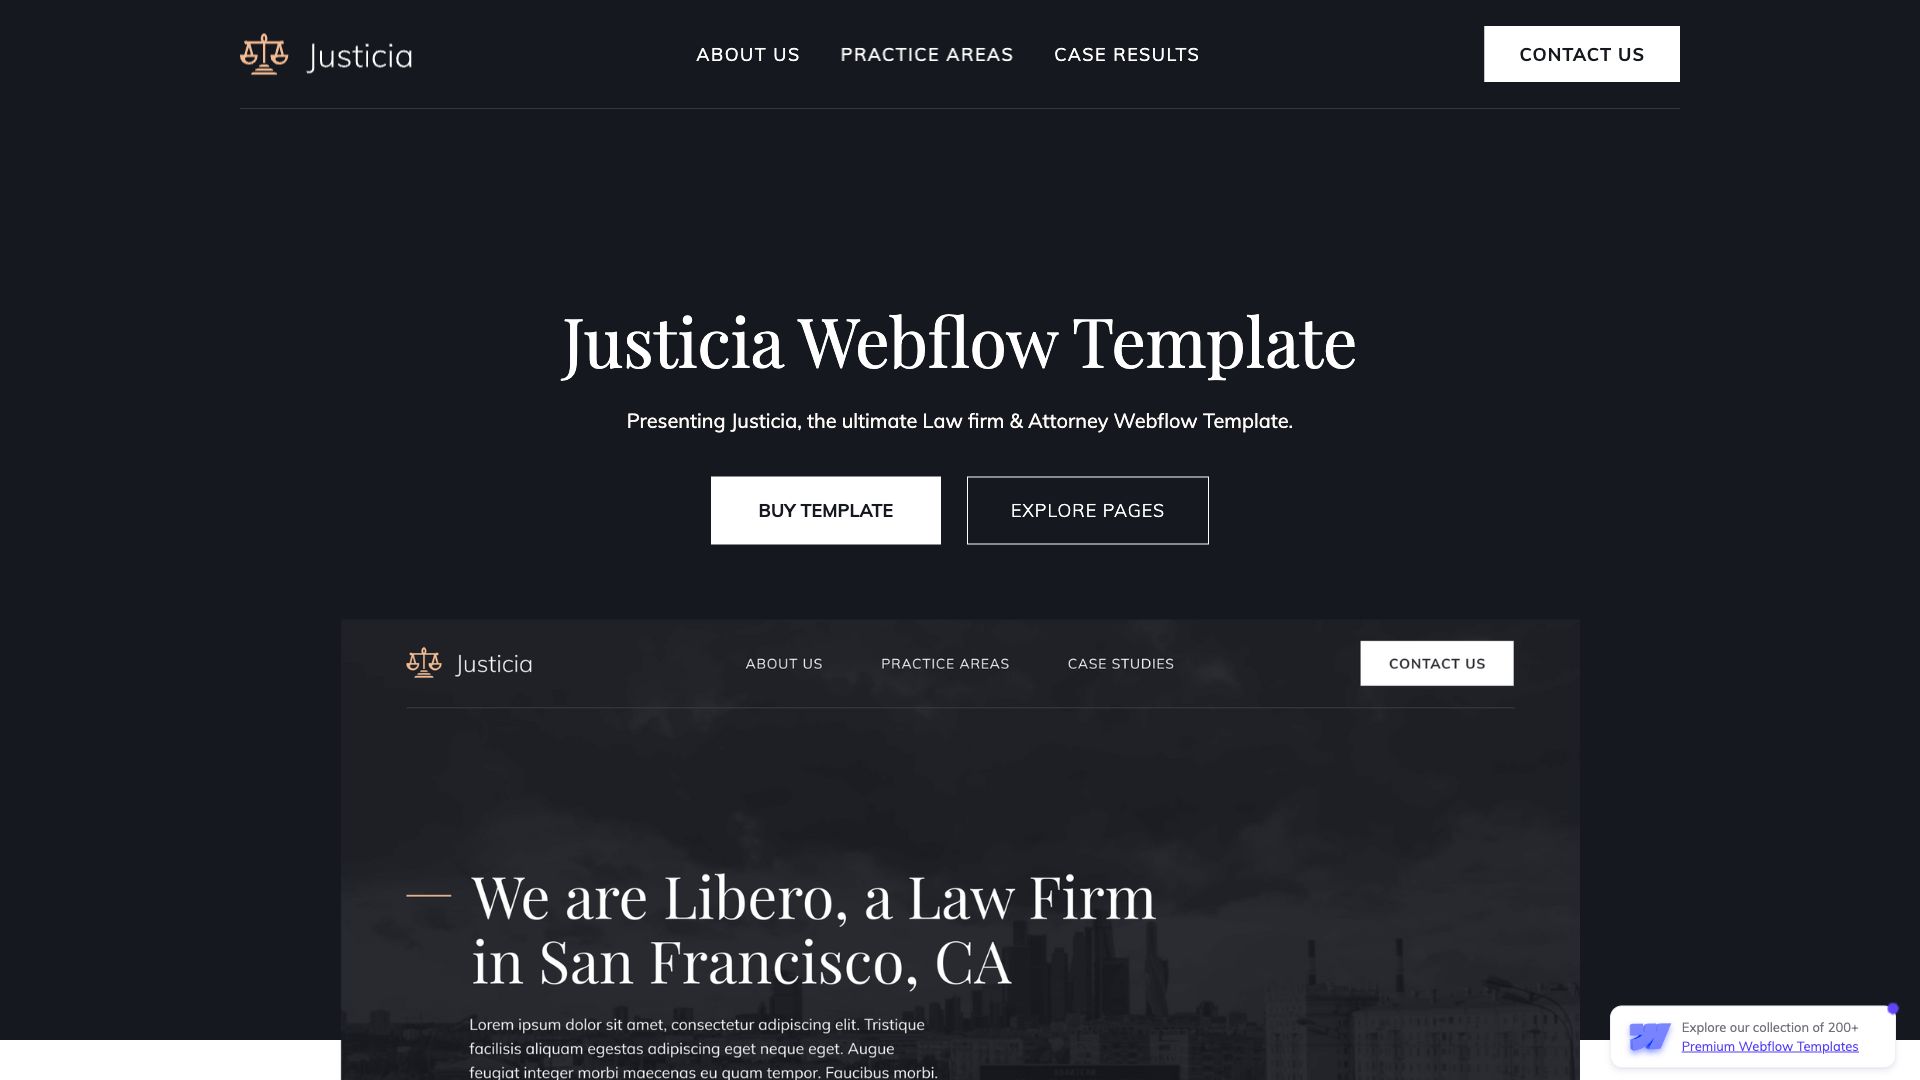 Justicia
ABOUT US
PRACTICE AREAS
CASE RESULTS
CONTACT US
Justicia Webflow Template
Presenting Justicia, the ultimate Law firm & Attorney Webflow Template.
BUY TEMPLATE
EXPLORE PAGES
Justicia
ABOUT US
PRACTICE AREAS
CASE STUDIES
CONTACT US
We are Libero, a Law Firm
in San Francisco, CA
Lorem ipsum dolor sit amet, consectetur adipiscing elit. Tristique
facilisis aliquam egestas adipiscing eget neque eget. Augue
feugiat integer morbi maecenas eu quam tempor. Faucibus morbi.
Explore our collection of 200+
Premium Webflow Templates